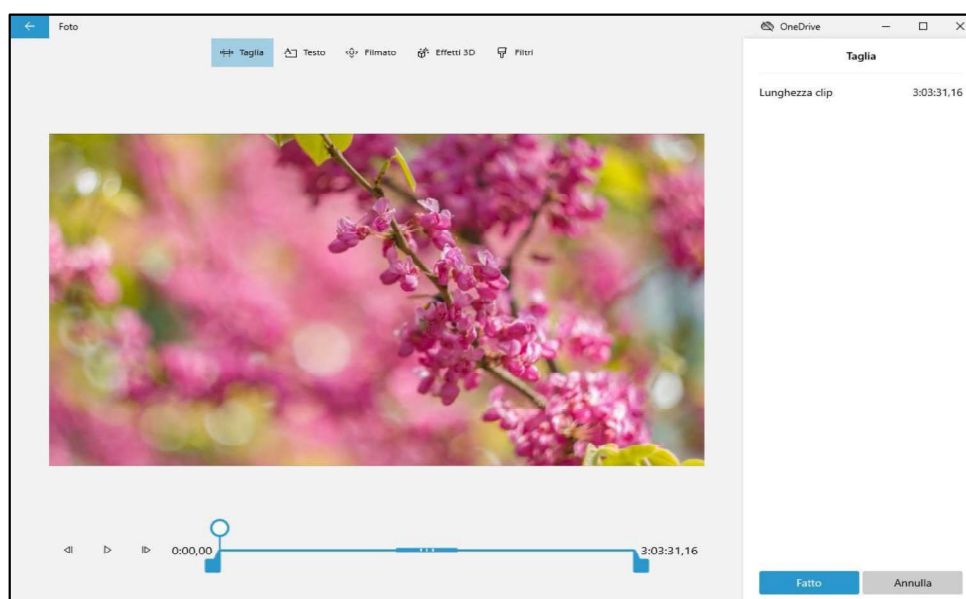 Foto
OneDrive
Taglia Testo Filmato Effetti 3D Filtri
Taglia
Lunghezza clip 3:03:31,16
0:00,00 3:03:31,16
Fatto Annulla